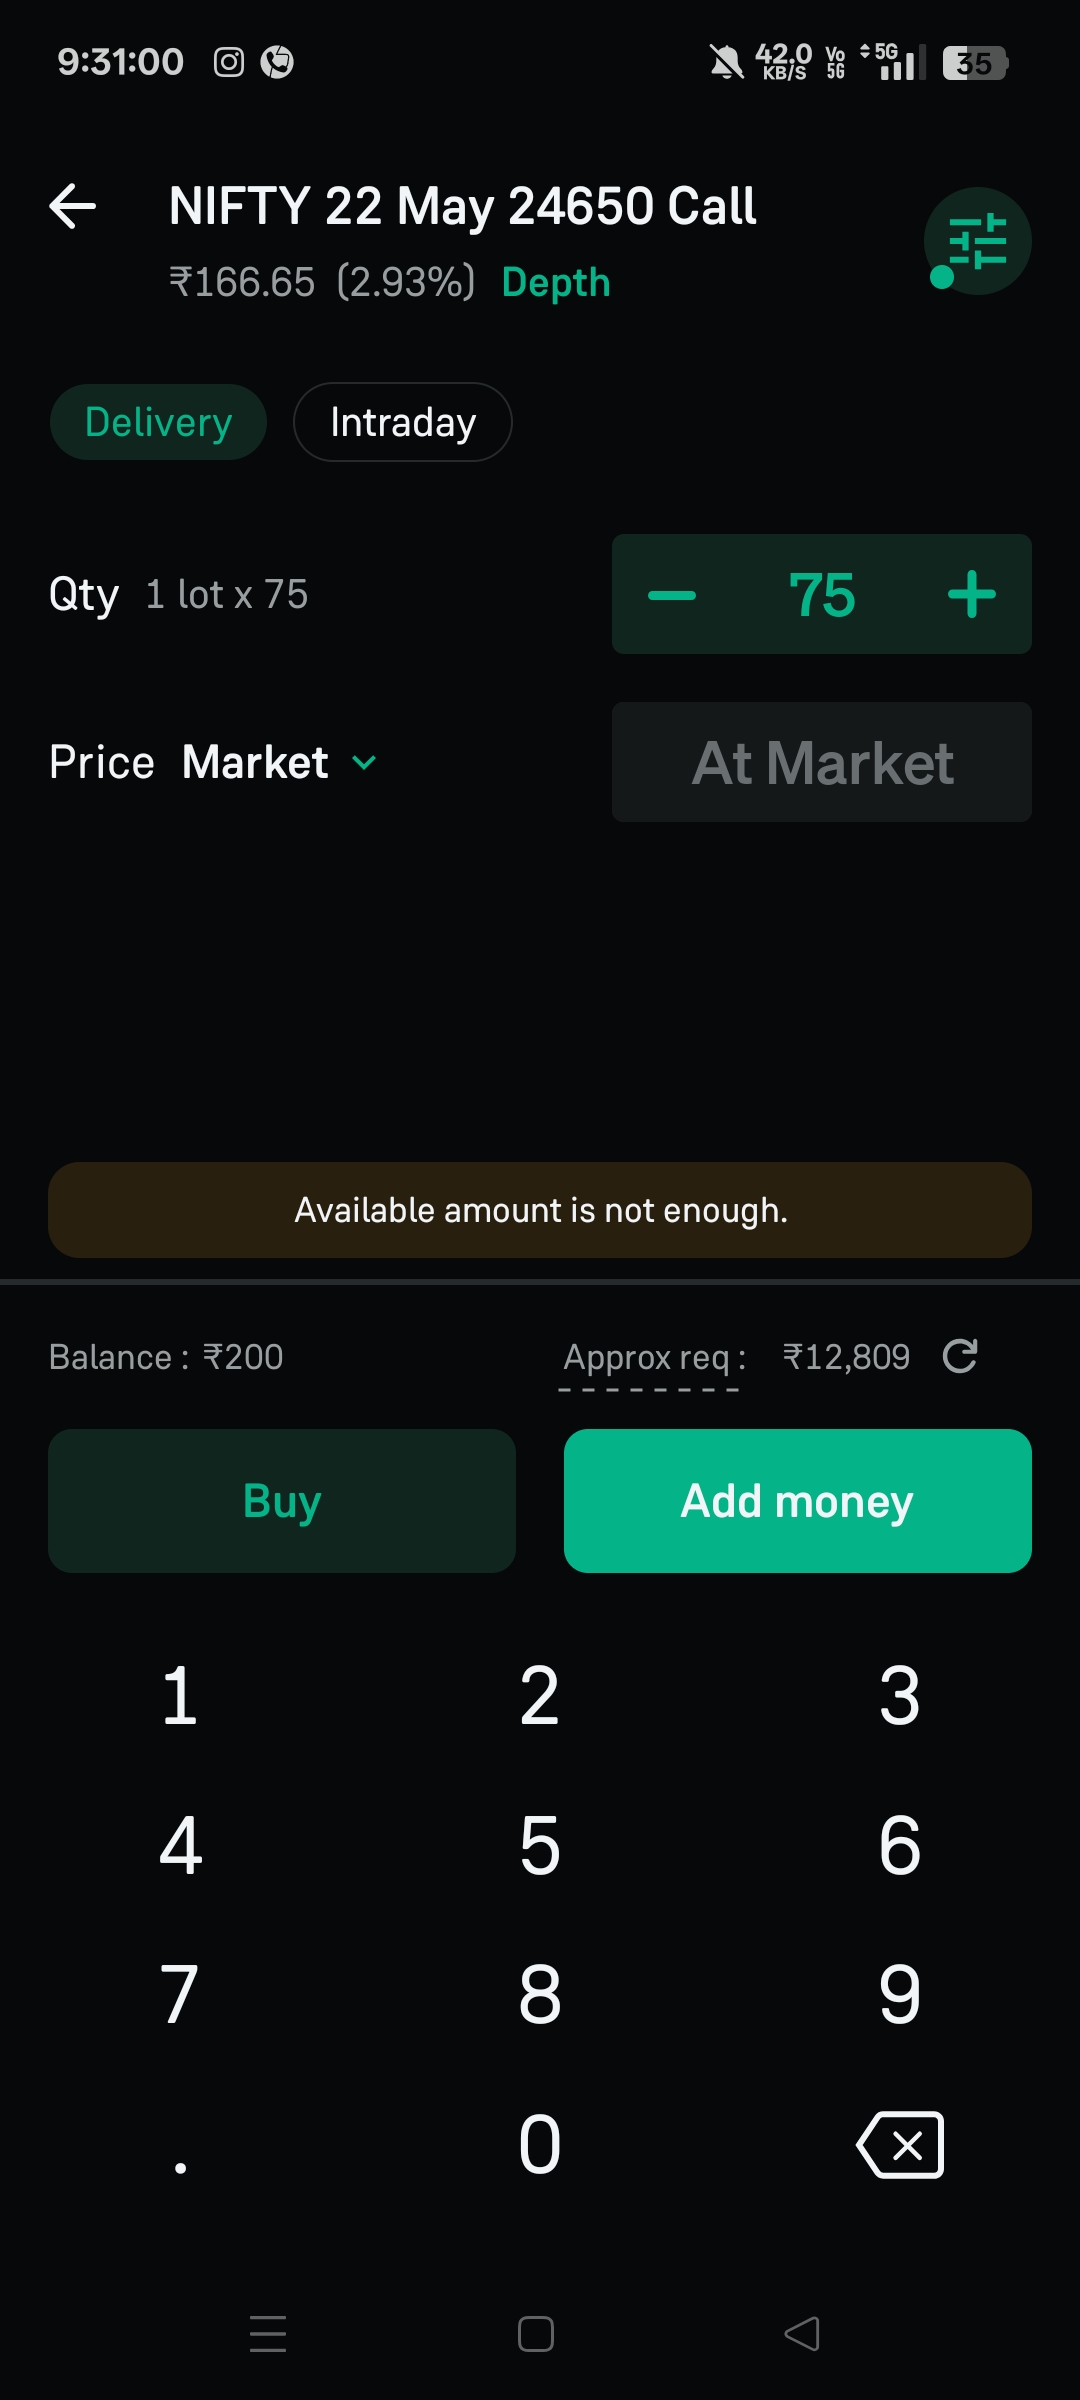 9:31:00 42.0 KB/S Vo 5G 5G 35
NIFTY 22 May 24650 Call
₹166.65 (2.93%) Depth
Delivery Intraday
Qty 1 lot x 75 75
Price Market At Market
Available amount is not enough.
Balance : ₹200 Approx req : ₹12,809
Buy Add money
1 2 3
4 5 6
7 8 9
. 0